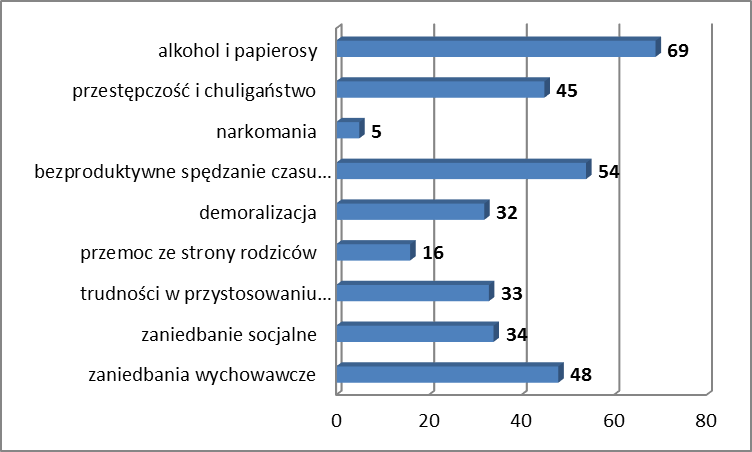 alkohol i papierosy 69
przestępczość i chuligaństwo 45
narkomania 5
bezproduktywne spędzanie czasu... 54
demoralizacja 32
przemoc ze strony rodziców 16
trudności w przystosowaniu... 33
zaniedbanie socjalne 34
zaniedbania wychowawcze 48
0 20 40 60 80